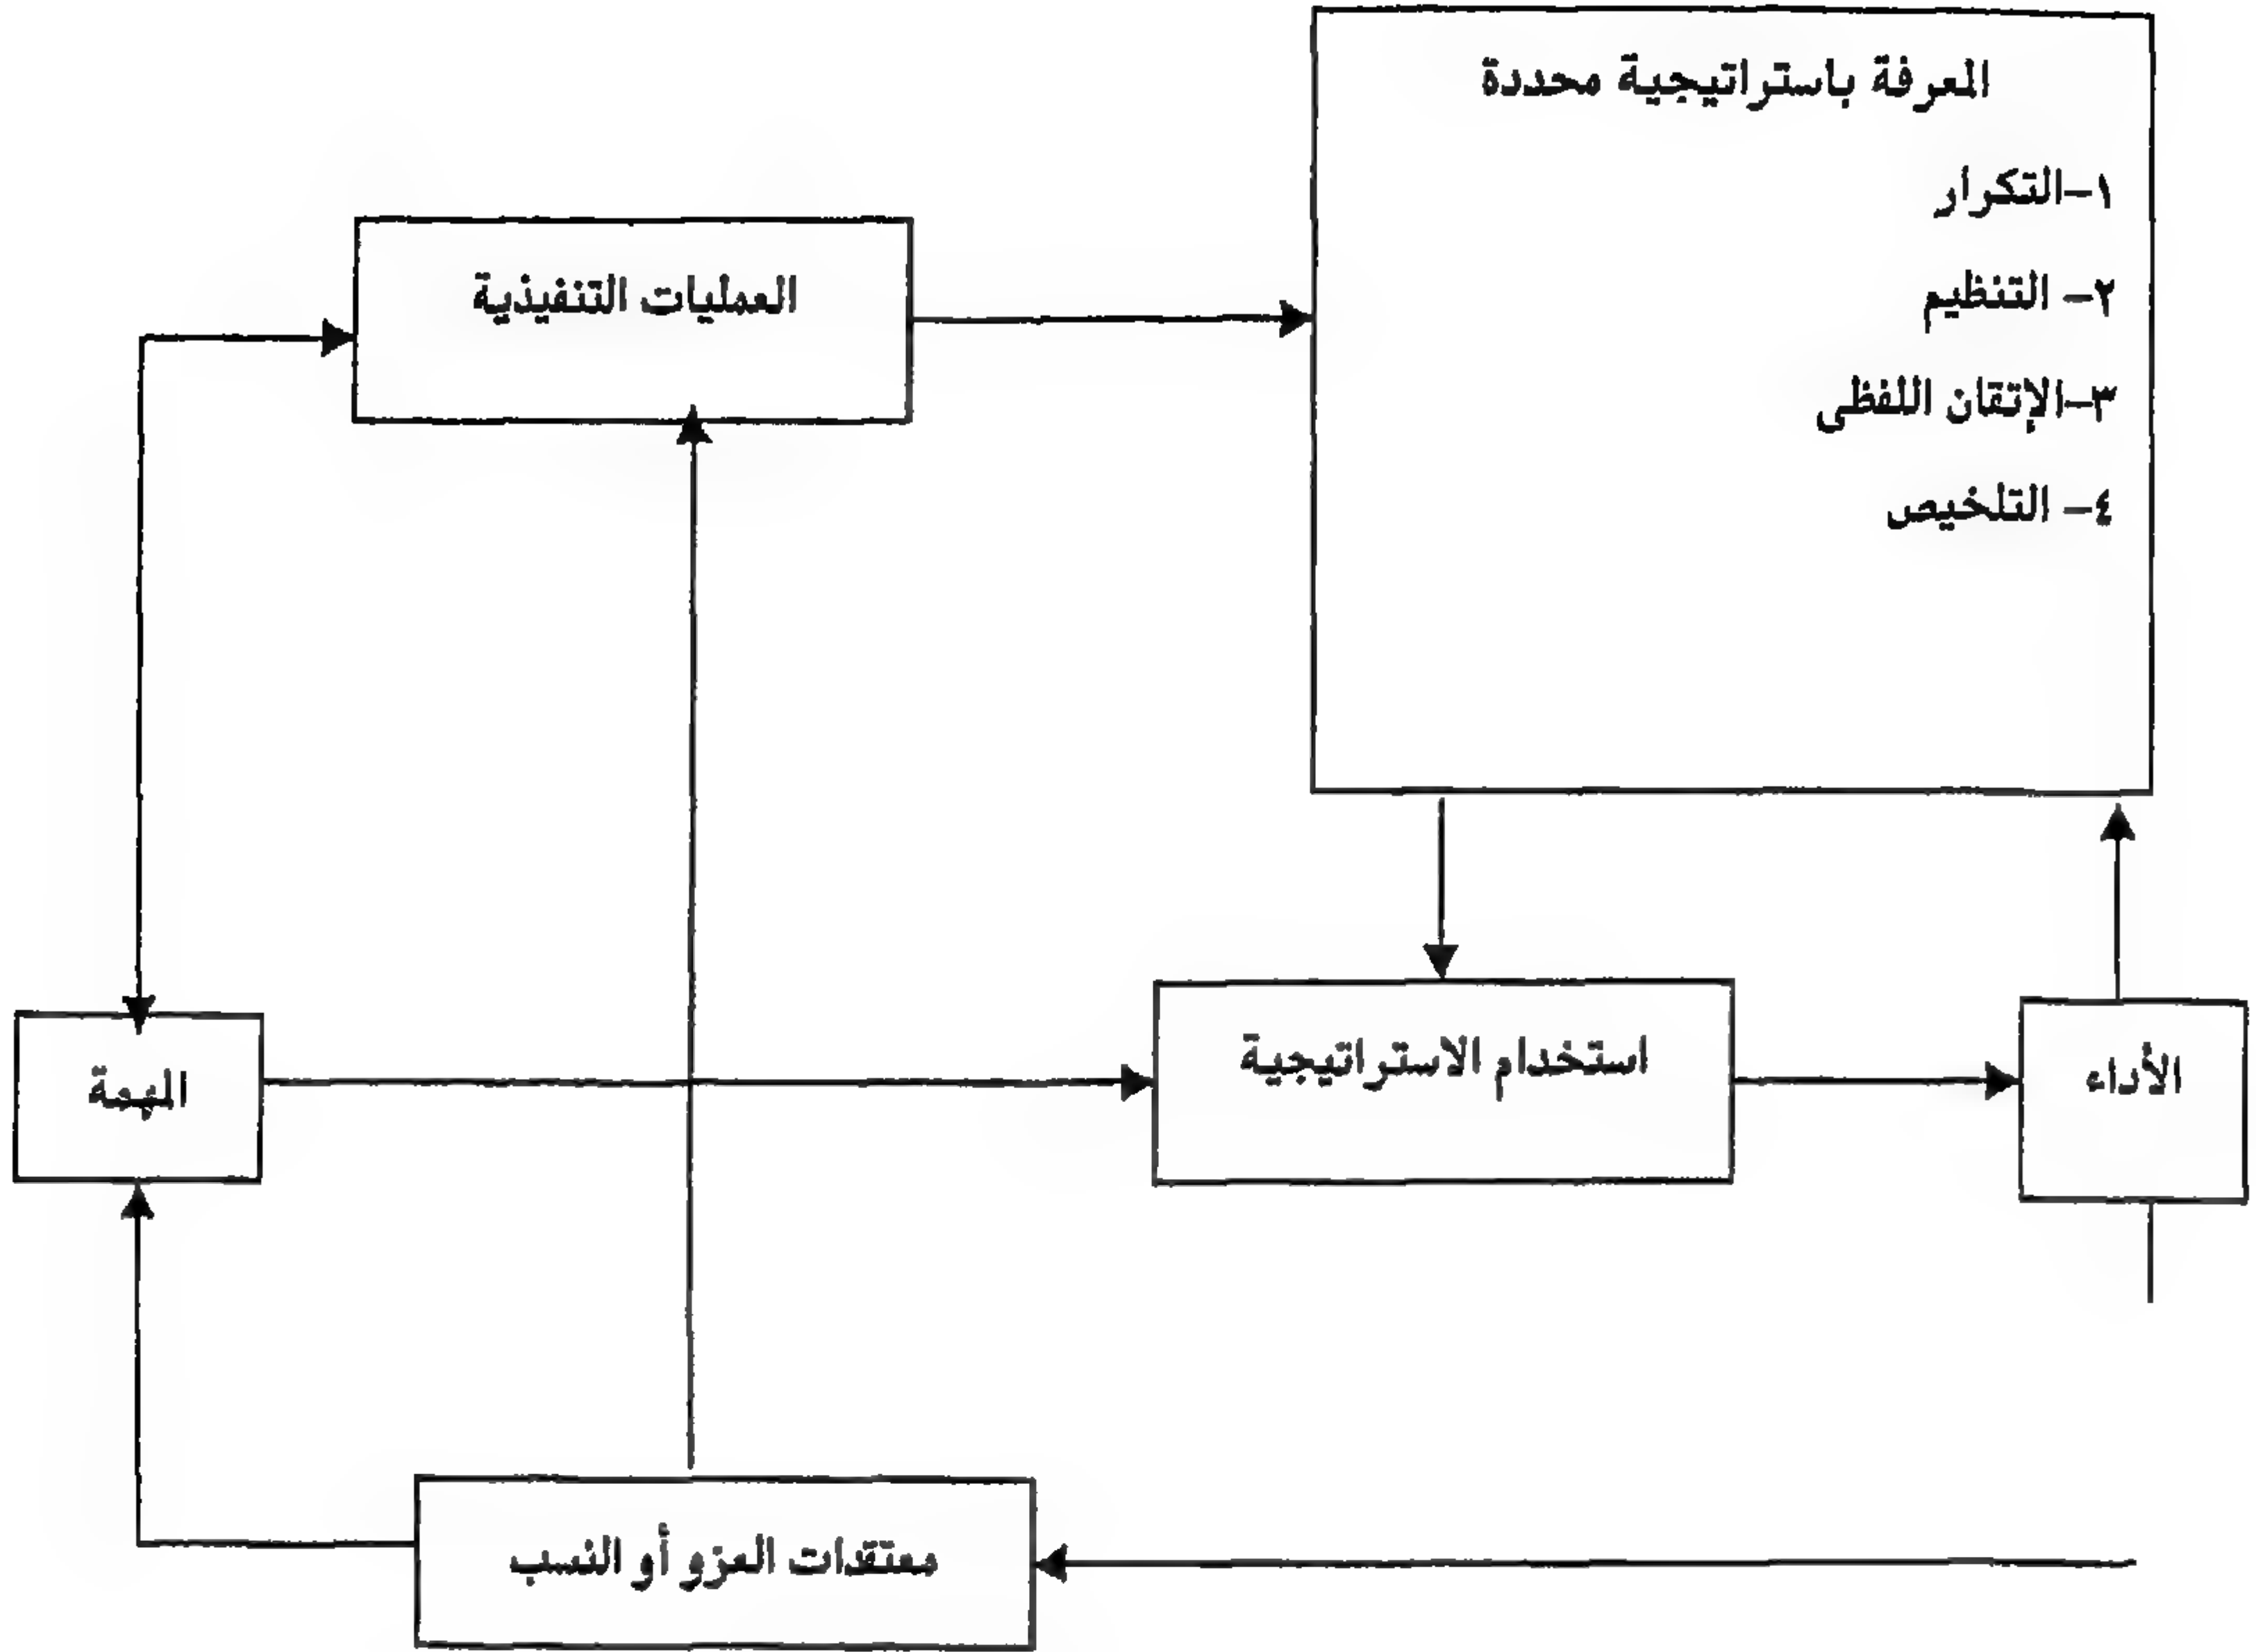 المعرفة باستراتيجية محددة
١-التكرار
٢- التنظيم
٣-الإتقان اللفظى
٤- التلخيص
العمليات التنفيذية
المهمة
استخدام الاستراتيجية
الأداء
معتقدات العزو أو النسب